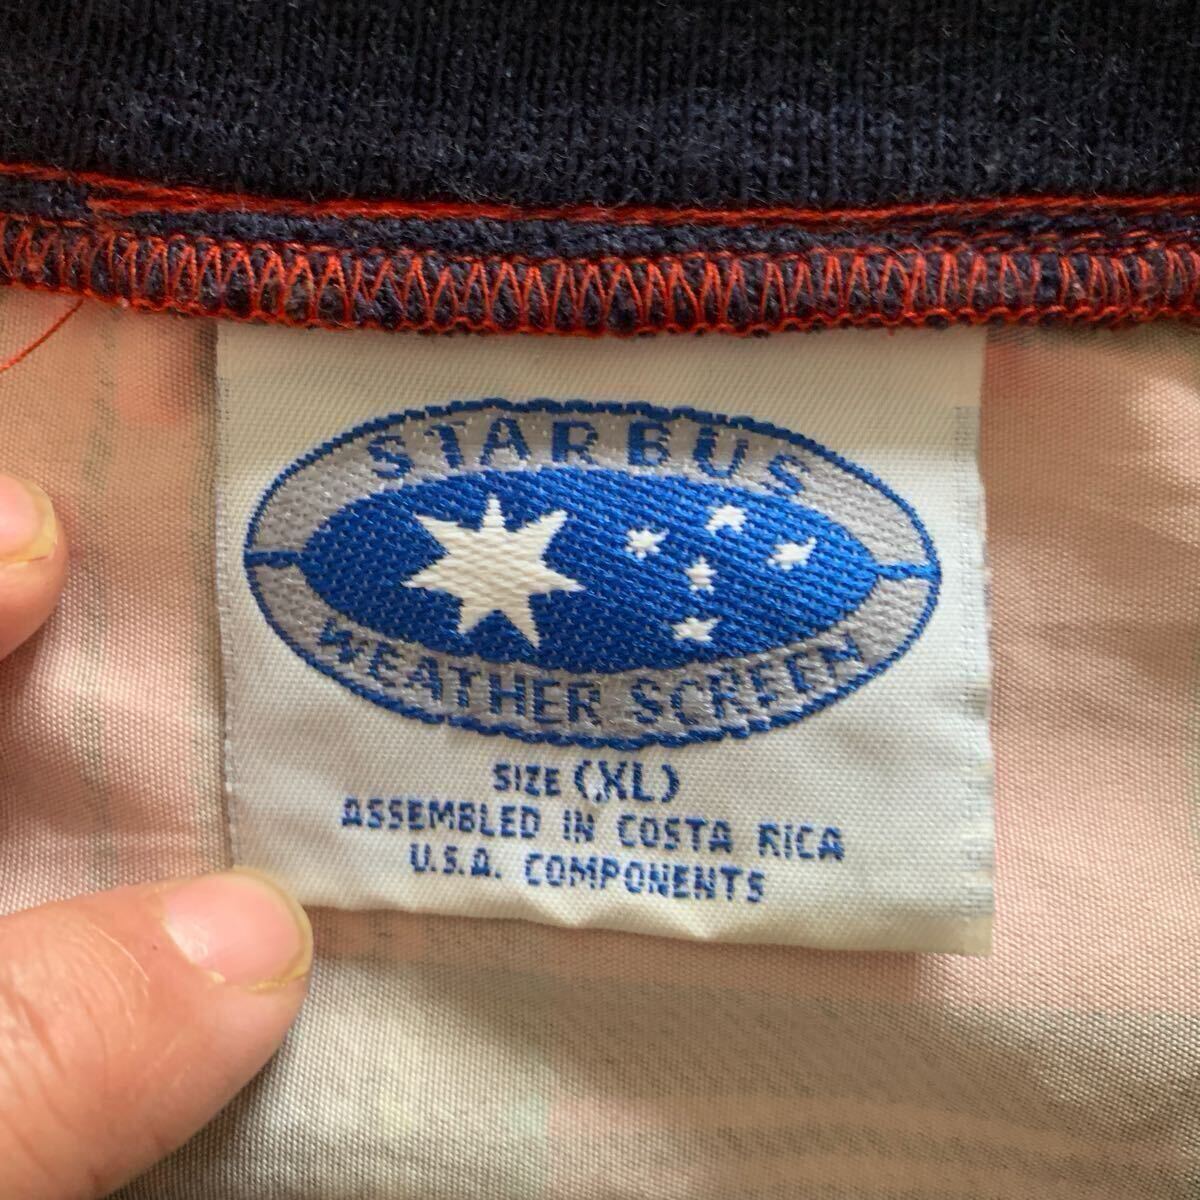 STARBUS
WEATHER SCREEN
SIZE (XL)
ASSEMBLED IN COSTA RICA
U.S.A. COMPONENTS